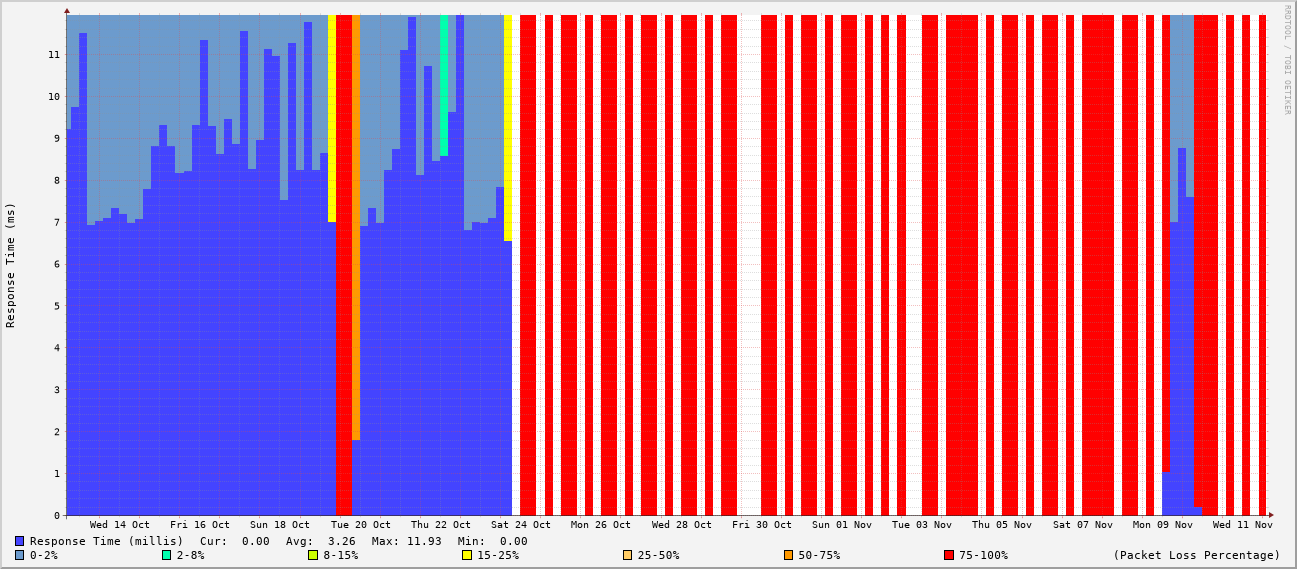 RRDTOOL / TOBI OETIKER
Response Time (ms)
11
10
9
8
7
6
5
4
3
2
1
0
Wed 14 Oct Fri 16 Oct Sun 18 Oct Tue 20 Oct Thu 22 Oct Sat 24 Oct Mon 26 Oct Wed 28 Oct Fri 30 Oct Sun 01 Nov Tue 03 Nov Thu 05 Nov Sat 07 Nov Mon 09 Nov Wed 11 Nov
Response Time (millis) Cur: 0.00 Avg: 3.26 Max: 11.93 Min: 0.00
0-2% 2-8% 8-15% 15-25% 25-50% 50-75% 75-100% (Packet Loss Percentage)